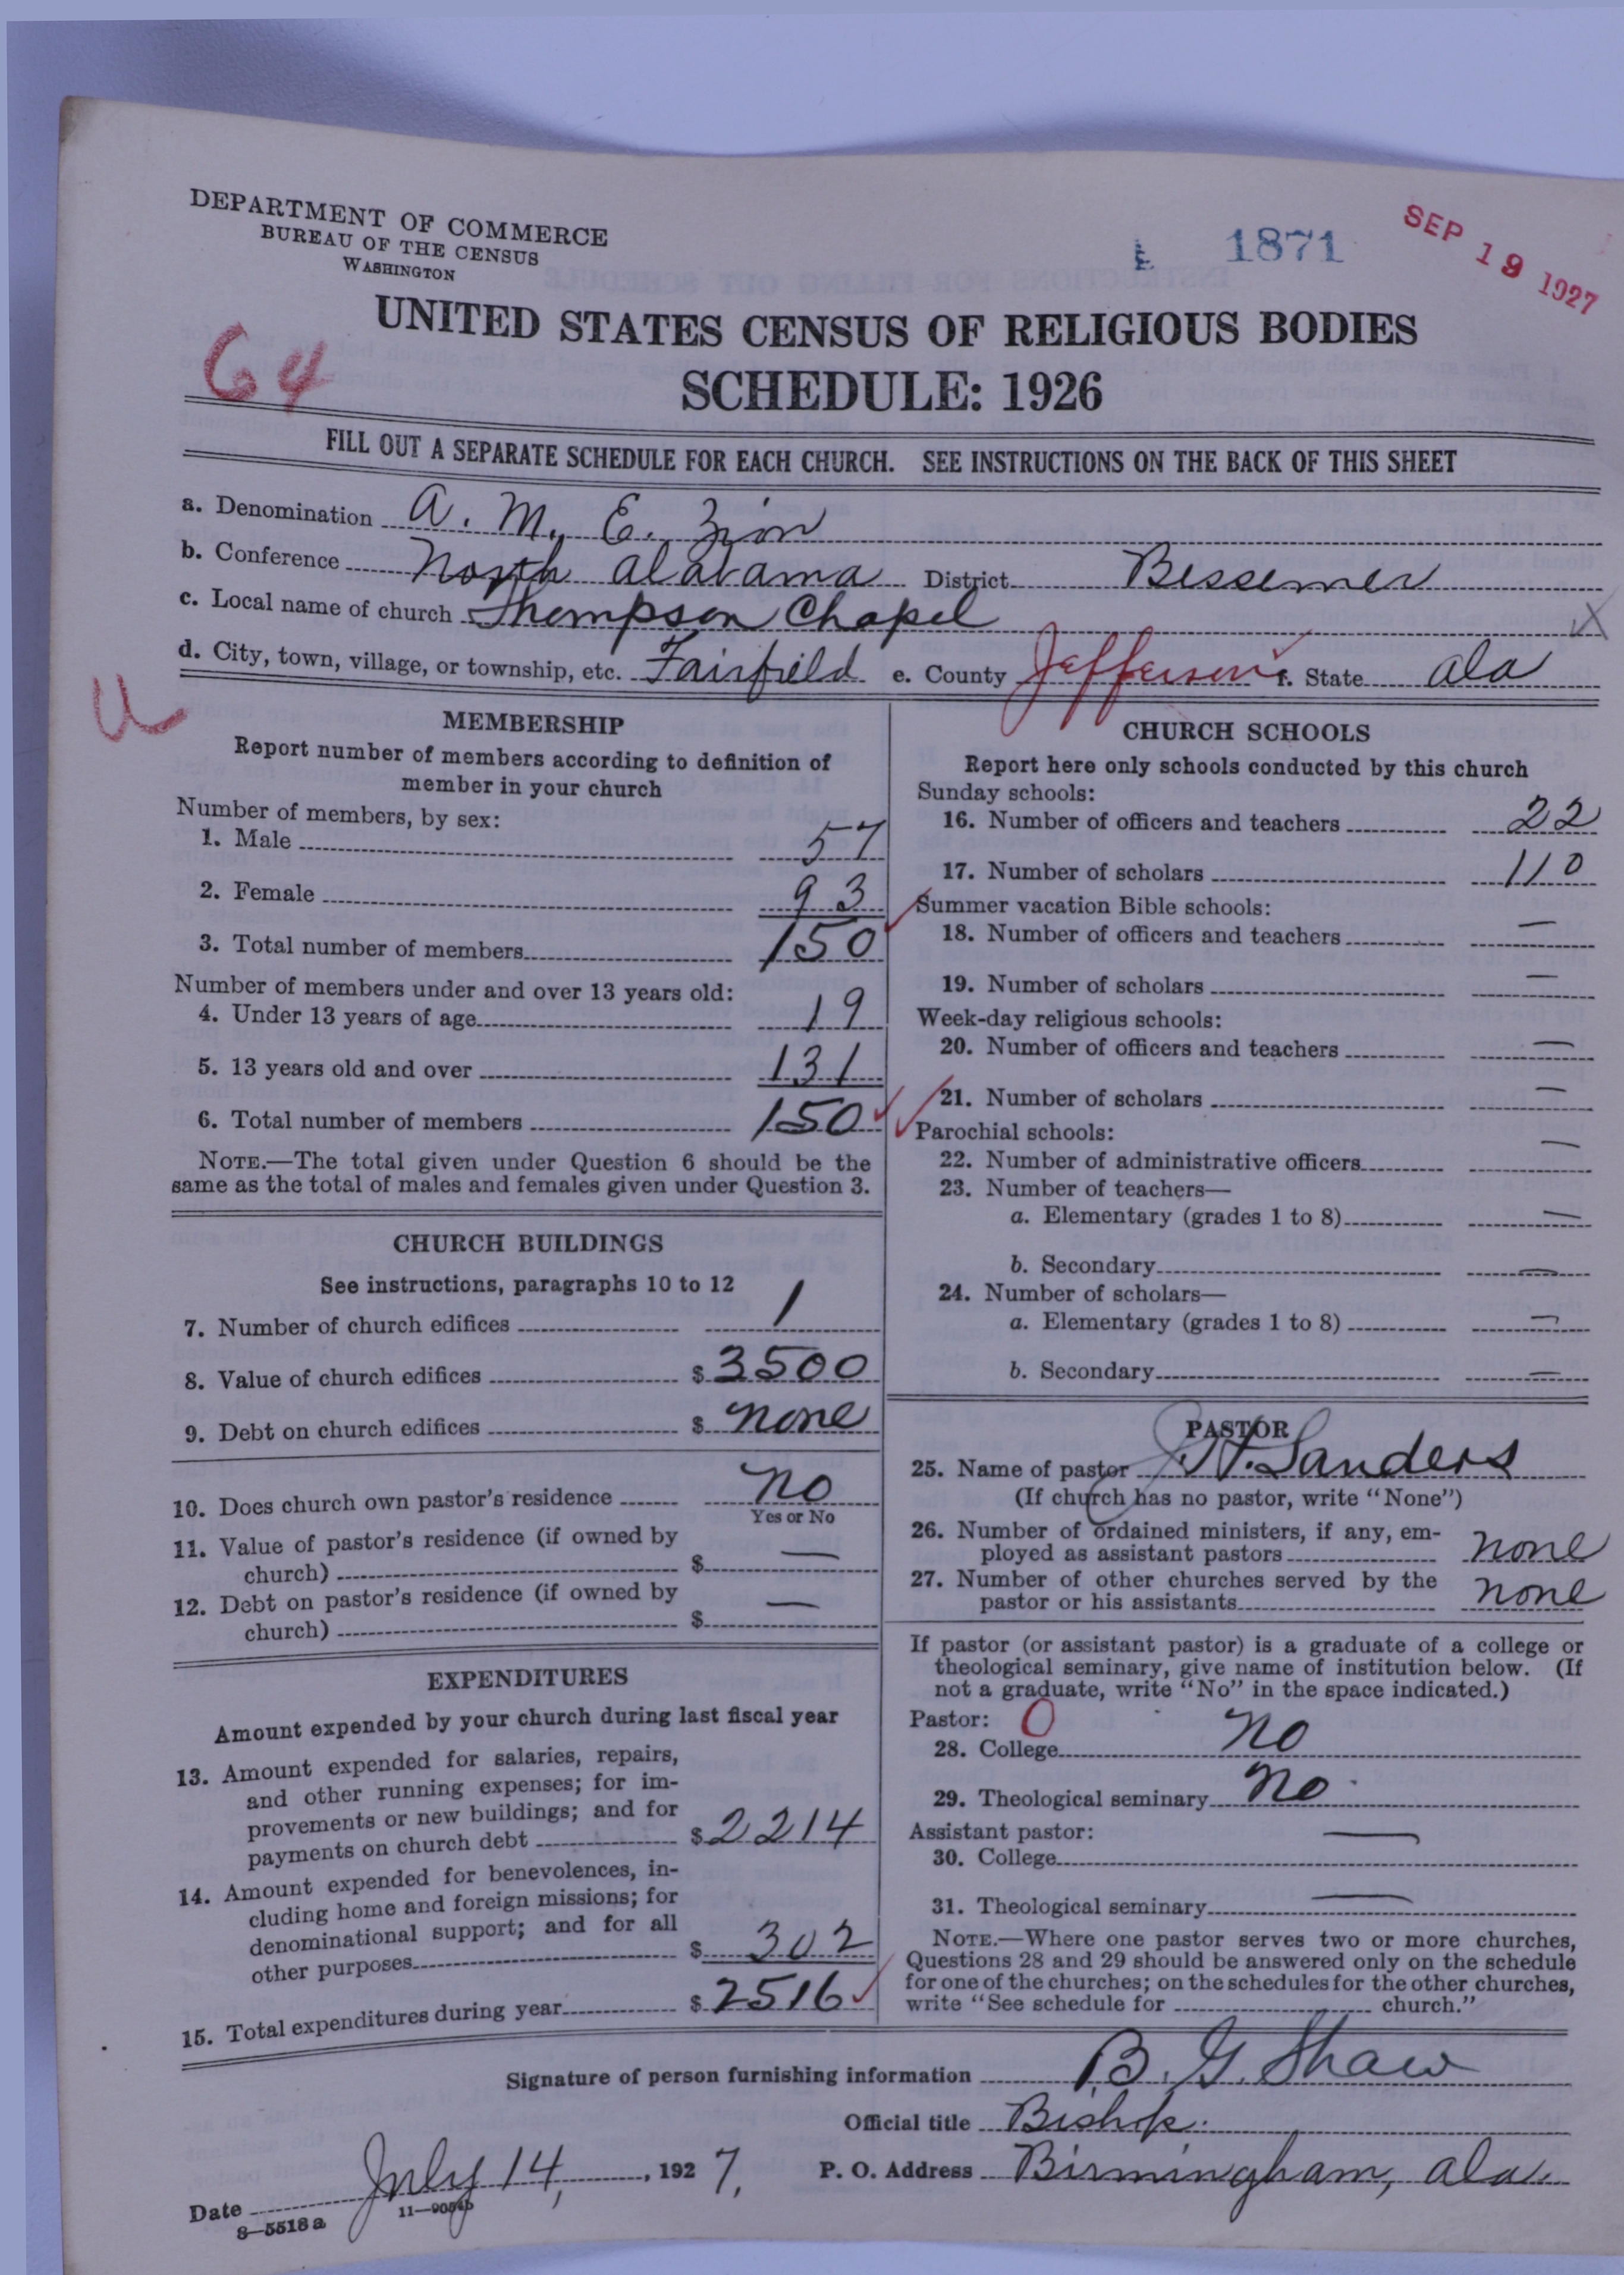 DEPARTMENT OF COMMERCE
BUREAU OF THE CENSUS
WASHINGTON
1871
SEP 19 1927
UNITED STATES CENSUS OF RELIGIOUS BODIES
64
SCHEDULE: 1926
FILL OUT A SEPARATE SCHEDULE FOR EACH CHURCH. SEE INSTRUCTIONS ON THE BACK OF THIS SHEET
a. Denomination A. M. E. Zion
b. Conference North Alabama District Bessemer
c. Local name of church Thompson Chapel X
d. City, town, village, or township, etc. Fairfield e. County Jefferson f. State Ala
U
MEMBERSHIP
Report number of members according to definition of
member in your church
Number of members, by sex:
1. Male 57
2. Female 93
3. Total number of members 150
Number of members under and over 13 years old:
4. Under 13 years of age 19
5. 13 years old and over 131
6. Total number of members 150
NOTE.—The total given under Question 6 should be the
same as the total of males and females given under Question 3.
CHURCH BUILDINGS
See instructions, paragraphs 10 to 12
7. Number of church edifices 1
8. Value of church edifices $ 3500
9. Debt on church edifices $ none
10. Does church own pastor's residence no
Yes or No
11. Value of pastor's residence (if owned by
church) $ —
12. Debt on pastor's residence (if owned by
church) $ —
EXPENDITURES
Amount expended by your church during last fiscal year
13. Amount expended for salaries, repairs,
and other running expenses; for im-
provements or new buildings; and for
payments on church debt $ 2214
14. Amount expended for benevolences, in-
cluding home and foreign missions; for
denominational support; and for all
other purposes $ 302
15. Total expenditures during year $ 2516
CHURCH SCHOOLS
Report here only schools conducted by this church
Sunday schools:
16. Number of officers and teachers 22
17. Number of scholars 110
Summer vacation Bible schools:
18. Number of officers and teachers —
19. Number of scholars —
Week-day religious schools:
20. Number of officers and teachers —
21. Number of scholars —
Parochial schools:
22. Number of administrative officers —
23. Number of teachers—
a. Elementary (grades 1 to 8) —
b. Secondary —
24. Number of scholars—
a. Elementary (grades 1 to 8) —
b. Secondary —
PASTOR
25. Name of pastor J. H. Sanders
(If church has no pastor, write "None")
26. Number of ordained ministers, if any, em-
ployed as assistant pastors none
27. Number of other churches served by the
pastor or his assistants none
If pastor (or assistant pastor) is a graduate of a college or
theological seminary, give name of institution below. (If
not a graduate, write "No" in the space indicated.)
Pastor: 0
28. College no
29. Theological seminary no
Assistant pastor:
30. College —
31. Theological seminary —
NOTE.—Where one pastor serves two or more churches,
Questions 28 and 29 should be answered only on the schedule
for one of the churches; on the schedules for the other churches,
write "See schedule for church."
Signature of person furnishing information B. G. Shaw
Official title Bishop.
Date July 14, 1927. P. O. Address Birmingham, Ala.
8—5518a